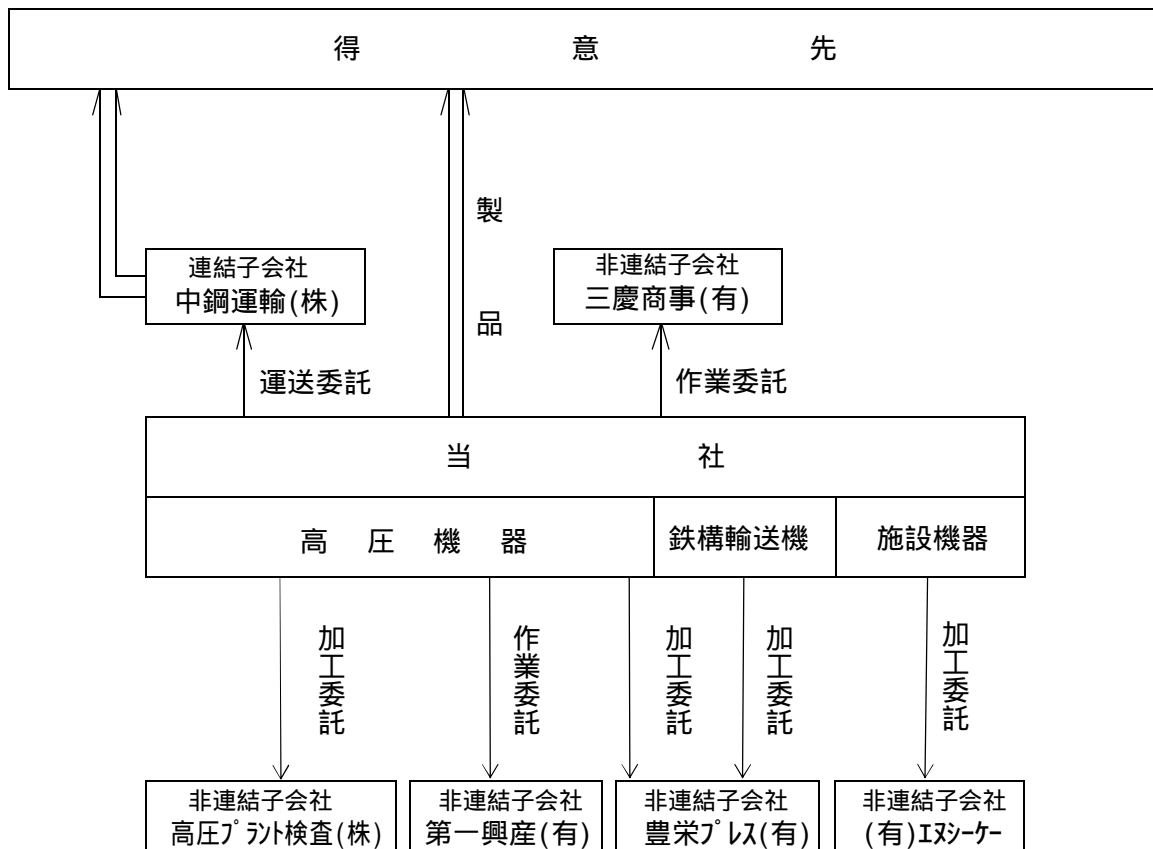 得意先
製品
連結子会社
中鋼運輸(株)
非連結子会社
三慶商事(有)
運送委託
作業委託
当社
高圧機器
鉄構輸送機
施設機器
加工委託
作業委託
加工委託
加工委託
加工委託
非連結子会社
高圧ﾌﾟﾗﾝﾄ検査(株)
非連結子会社
第一興産(有)
非連結子会社
豊栄ﾌﾟﾚｽ(有)
非連結子会社
(有)ｴﾇｼｰｹｰ